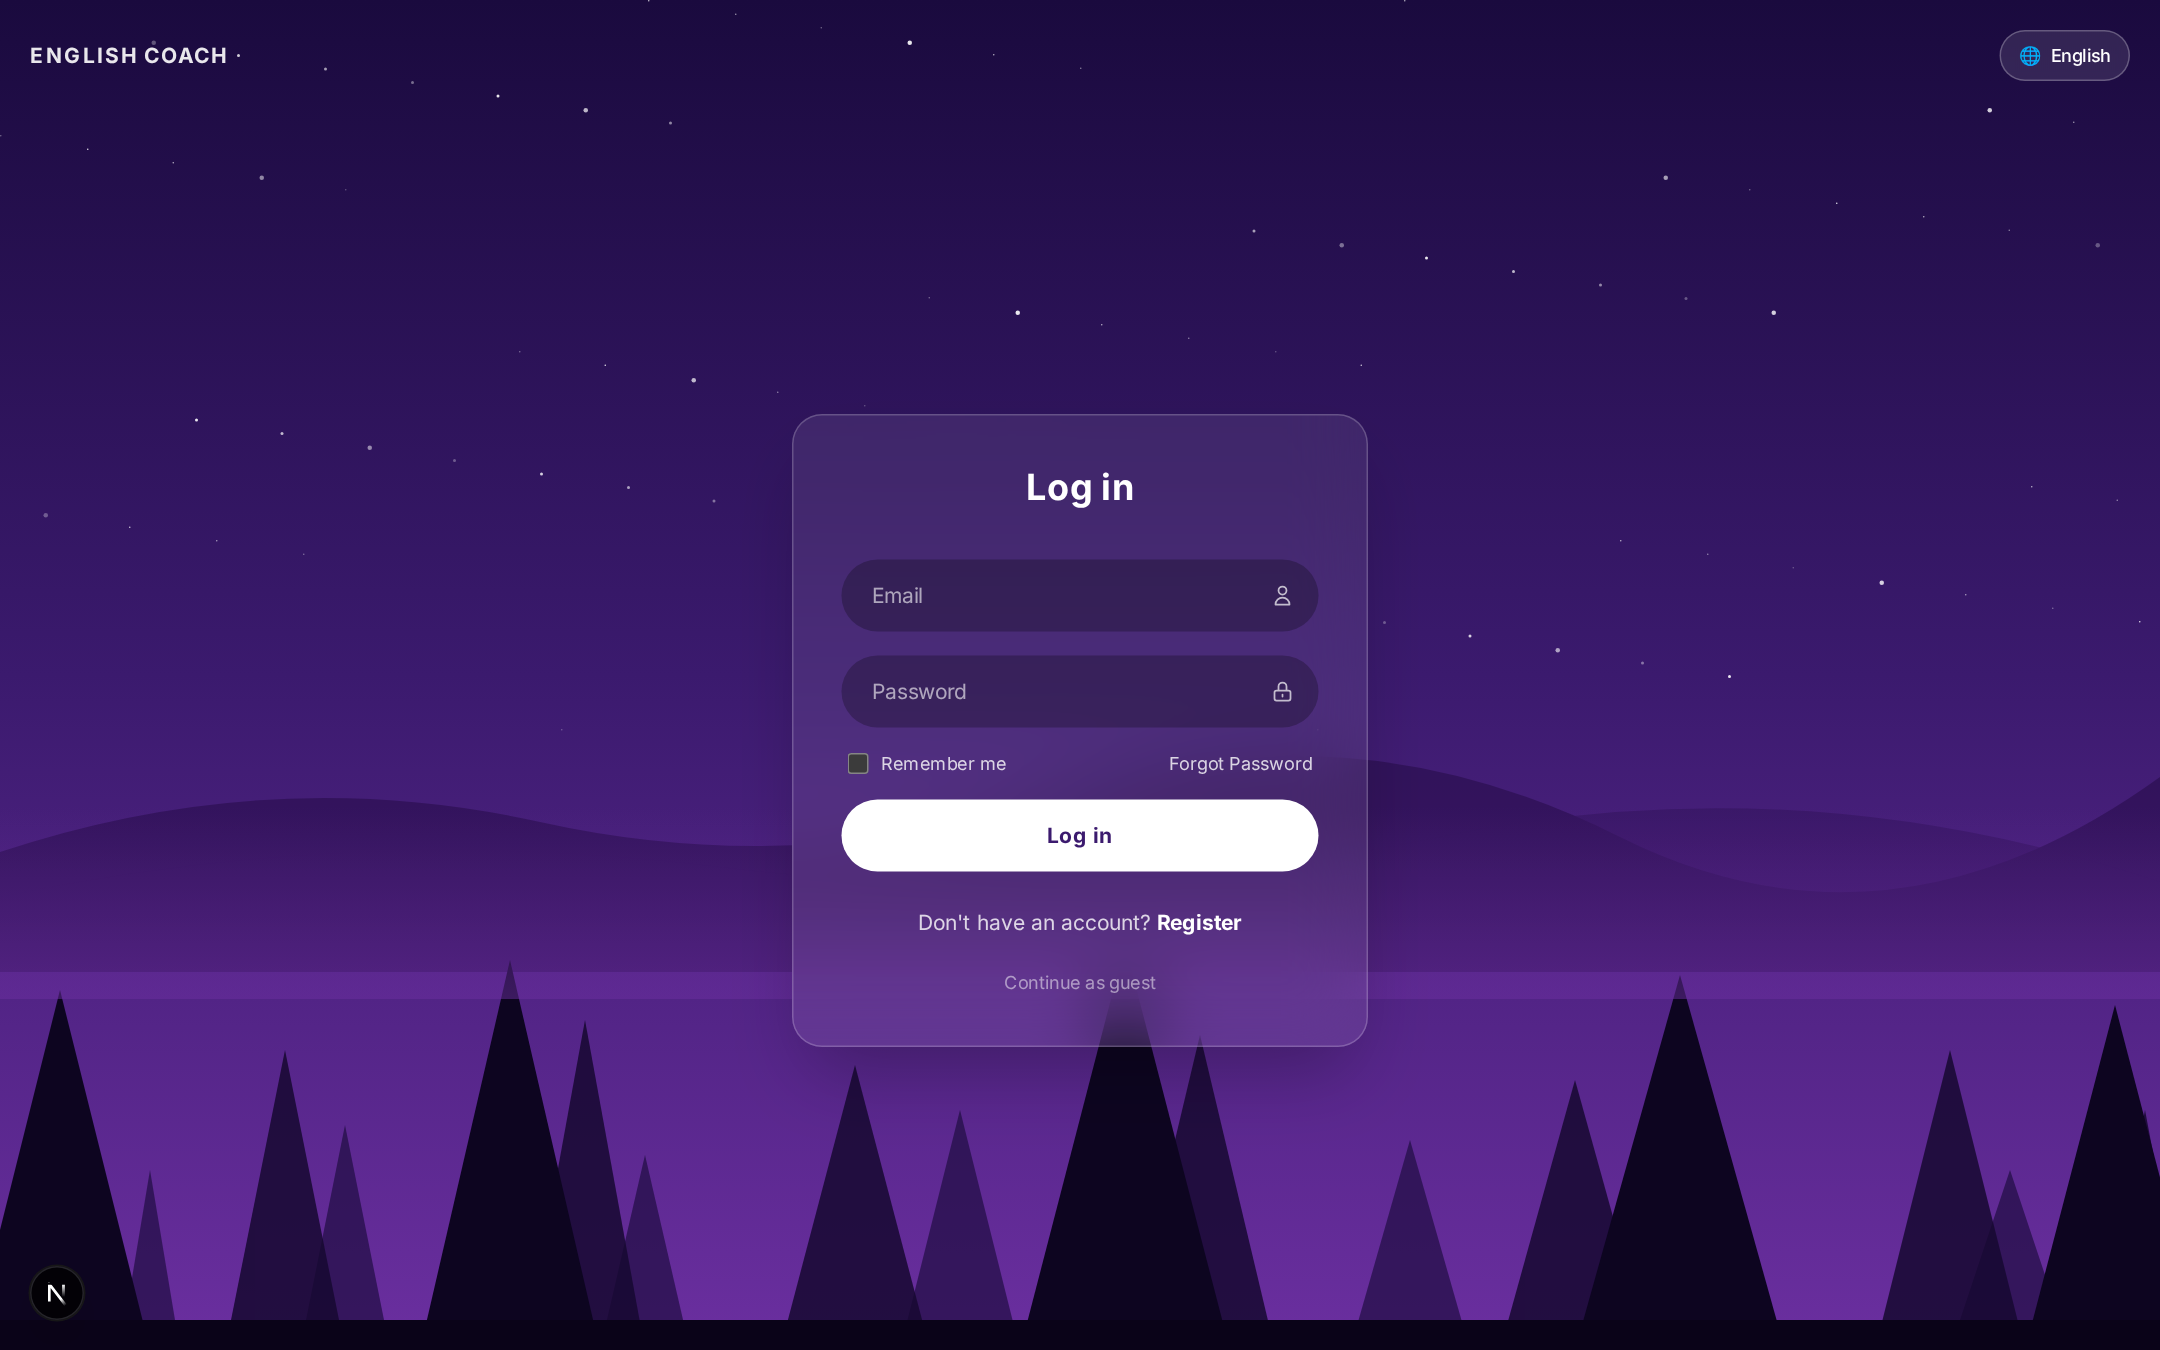 ENGLISH COACH ·
English
Log in
Email
Password
Remember me
Forgot Password
Log in
Don't have an account? Register
Continue as guest
N